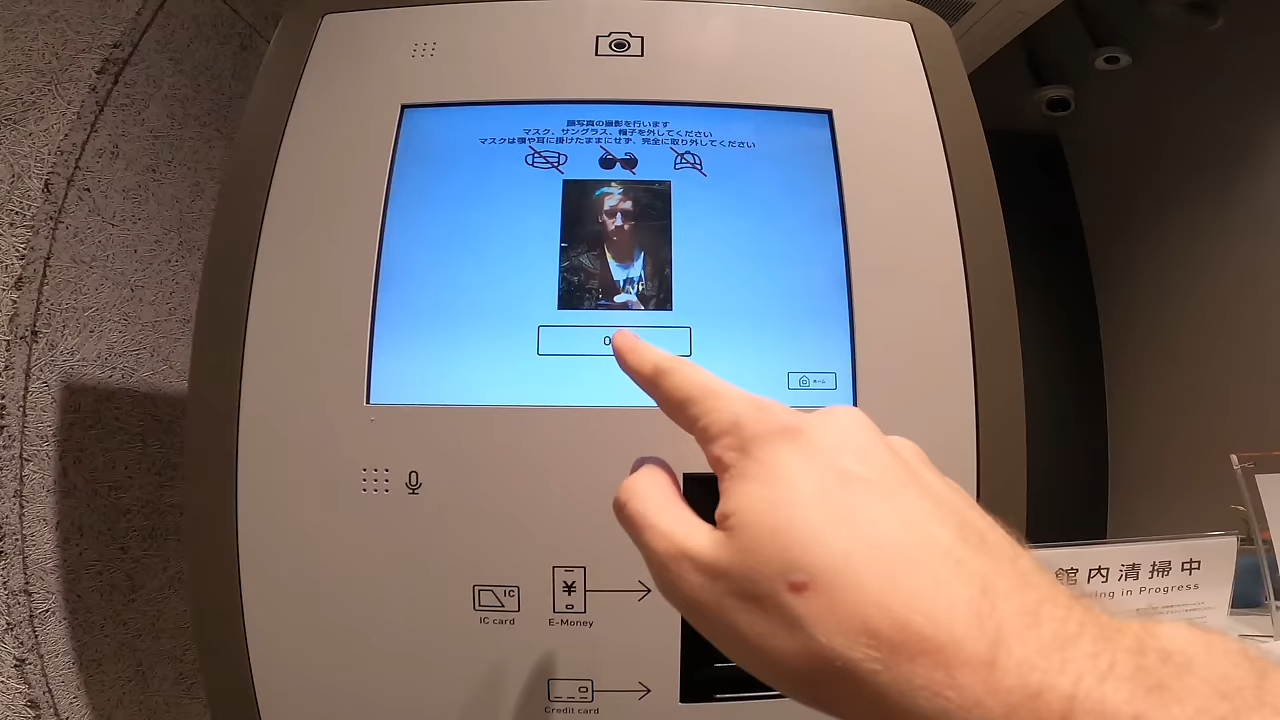 顔写真の撮影を行います
マスク、サングラス、帽子を外してください
マスクは顎や耳に掛けたままにせず、完全に取り外してください
ホーム
IC
IC card
¥
E-Money
Credit card
館内清掃中
in Progress